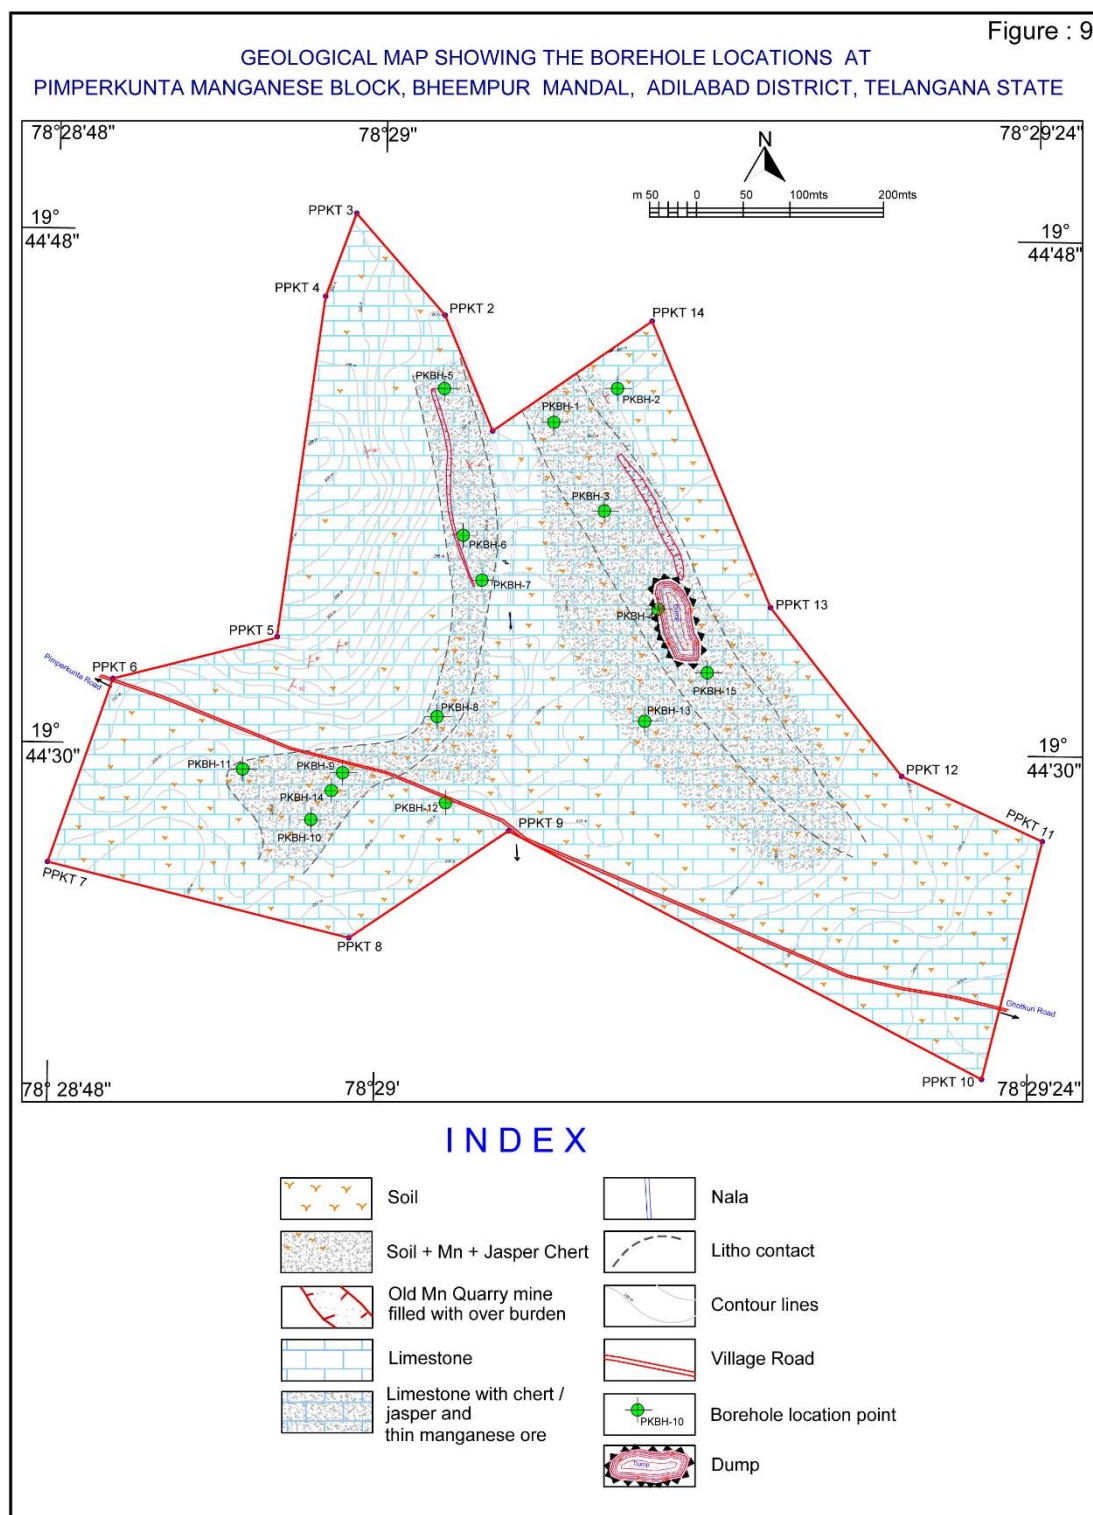 Figure : 9
GEOLOGICAL MAP SHOWING THE BOREHOLE LOCATIONS AT
PIMPERKUNTA MANGANESE BLOCK, BHEEMPUR MANDAL, ADILABAD DISTRICT, TELANGANA STATE
78°28'48"
78°29"
78°29'24"
N
m 50 0 50 100mts 200mts
19°
44'48"
19°
44'48"
PPKT 3
PPKT 4
PPKT 2
PPKT 14
PKBH-5
PKBH-2
PKBH-1
PKBH-3
PKBH-6
PKBH-7
PKBH-4
Dump
PPKT 13
PPKT 5
PPKT 6
Pimperkunta Road
PKBH-15
PKBH-8
PKBH-13
19°
44'30"
19°
44'30"
PKBH-11
PKBH-9
PKBH-14
PKBH-12
PKBH-10
PPKT 12
PPKT 9
PPKT 11
PPKT 7
PPKT 8
Ghotkuri Road
PPKT 10
78° 28'48"
78°29'
78°29'24"
INDEX
Soil
Nala
Soil + Mn + Jasper Chert
Litho contact
Old Mn Quarry mine
filled with over burden
Contour lines
Limestone
Village Road
Limestone with chert /
jasper and
thin manganese ore
PKBH-10
Borehole location point
Dump
Dump